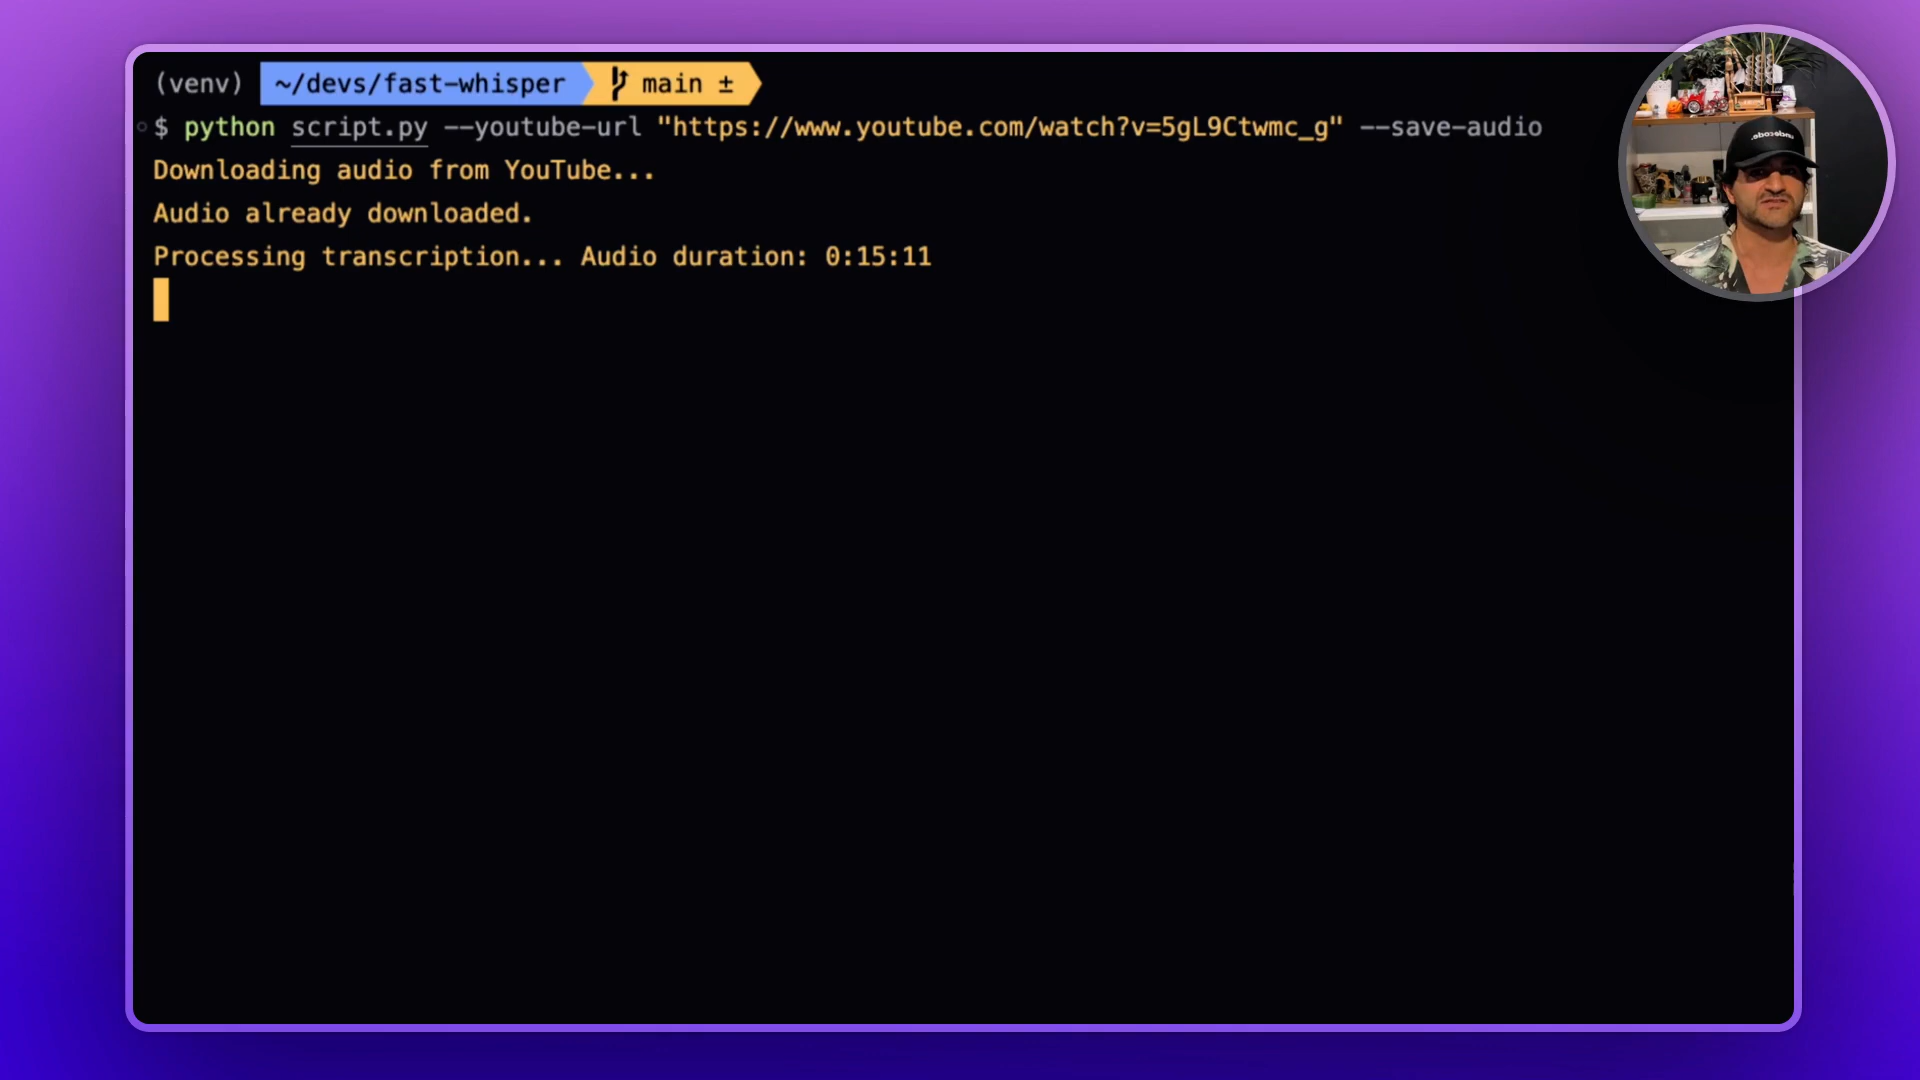 (venv) ~/devs/fast-whisper main ±
$ python script.py --youtube-url "https://www.youtube.com/watch?v=5gL9Ctwmc_g" --save-audio
Downloading audio from YouTube...
Audio already downloaded.
Processing transcription... Audio duration: 0:15:11
undecode.